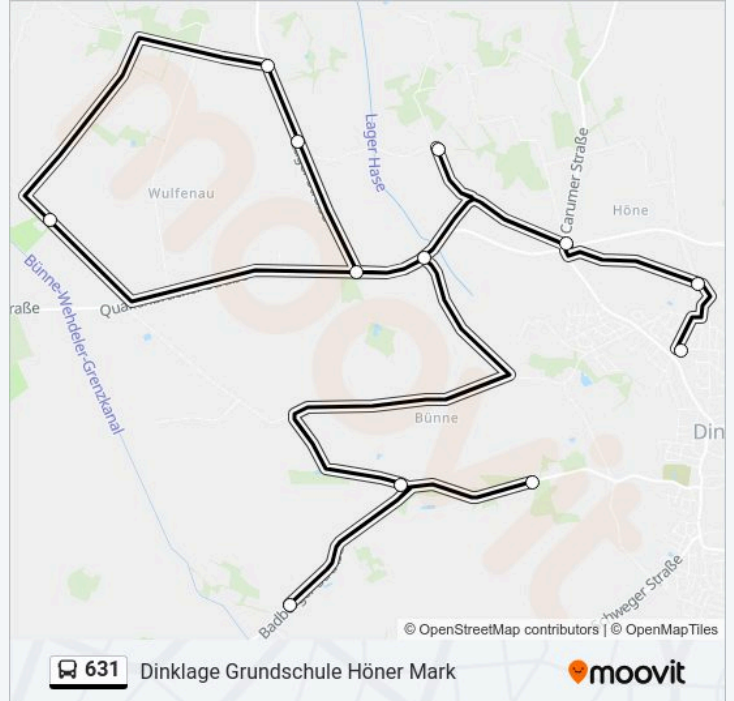 Lager Hase
Carumer Straße
Wulfenau
Höne
Bünne-Wehdeler-Grenzkanal
raße
Bünne
Din
moovit
© OpenStreetMap contributors | © OpenMapTiles
631 Dinklage Grundschule Höner Mark
moovit